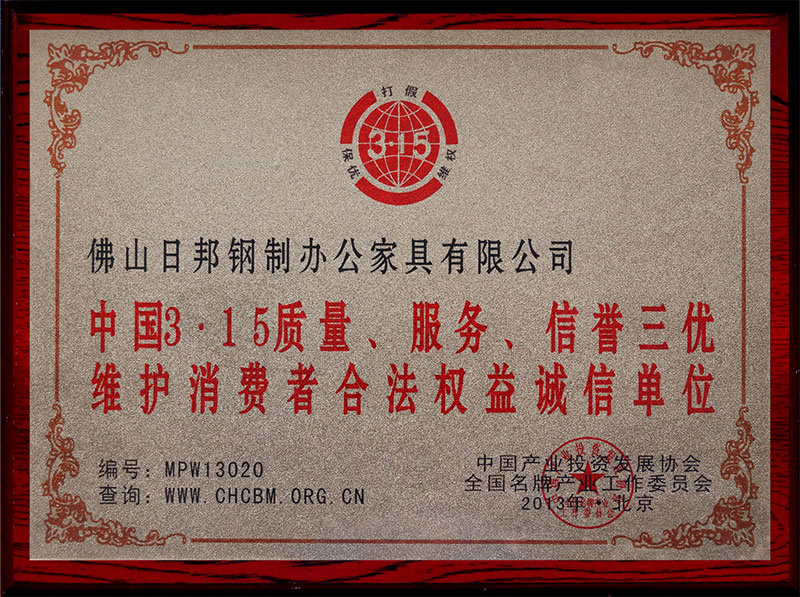 打假
3·15
保优 维权
佛山日邦钢制办公家具有限公司
中国3·15质量、服务、信誉三优
维护消费者合法权益诚信单位
编号：MPW13020
查询：WWW.CHCBM.ORG.CN
中国产业投资发展协会
全国名牌产业工作委员会
2013年·北京